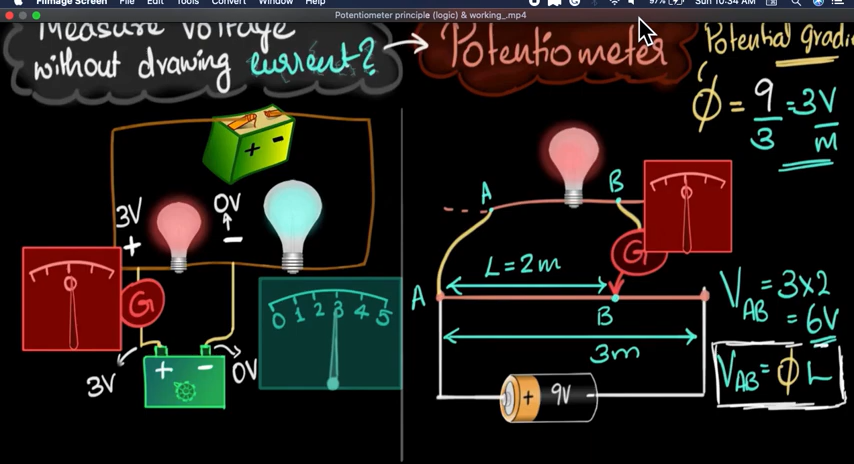 Filmage Screen File Edit Tools Convert Window Help 97% Sun 10:34 AM
Potentiometer principle (logic) & working_.mp4
Measure voltage
without drawing current?
Potentiometer
Potential gradi
ϕ = 9/3 = 3V/m
3V
+
0V
−
G
+ −
3V
+ −
0V
0 1 2 3 4 5
A
B
G
L = 2m
A
B
3m
+ 9V −
V_AB = 3×2
= 6V
V_AB = ϕ L